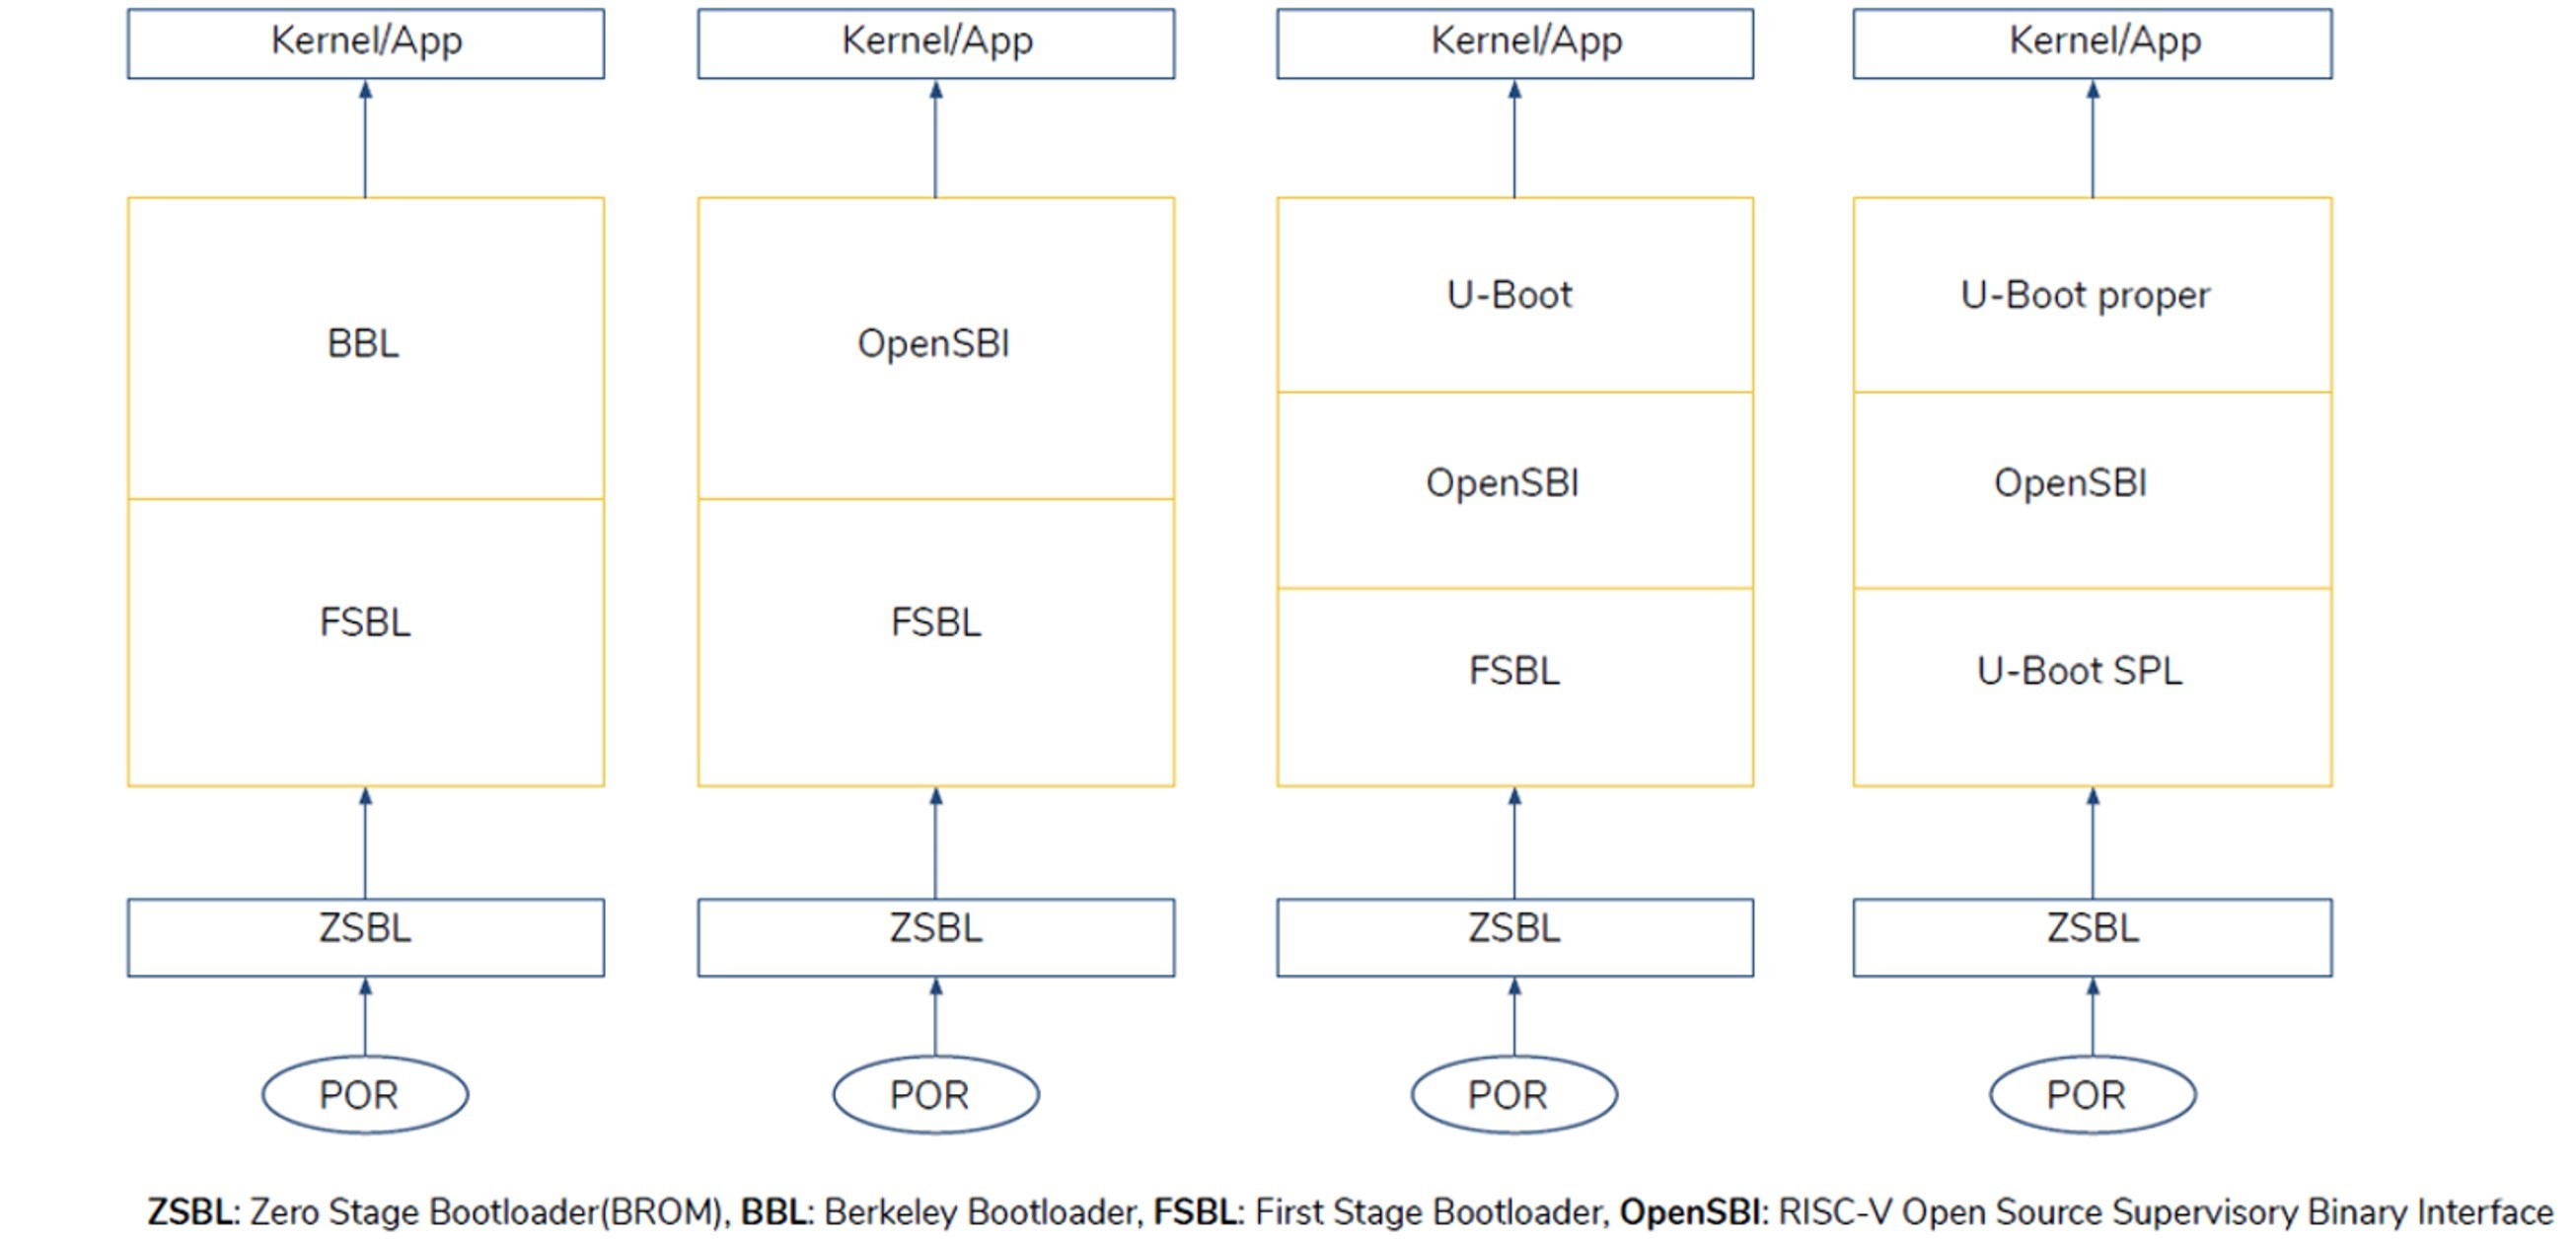 Kernel/App
Kernel/App
Kernel/App
Kernel/App
BBL
OpenSBI
U-Boot
U-Boot proper
OpenSBI
OpenSBI
FSBL
FSBL
FSBL
U-Boot SPL
ZSBL
ZSBL
ZSBL
ZSBL
POR
POR
POR
POR
ZSBL: Zero Stage Bootloader(BROM), BBL: Berkeley Bootloader, FSBL: First Stage Bootloader, OpenSBI: RISC-V Open Source Supervisory Binary Interface